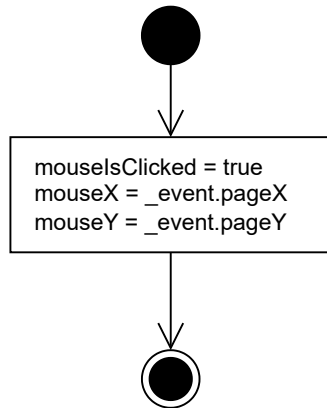 mouseIsClicked = true
mouseX = _event.pageX
mouseY = _event.pageY